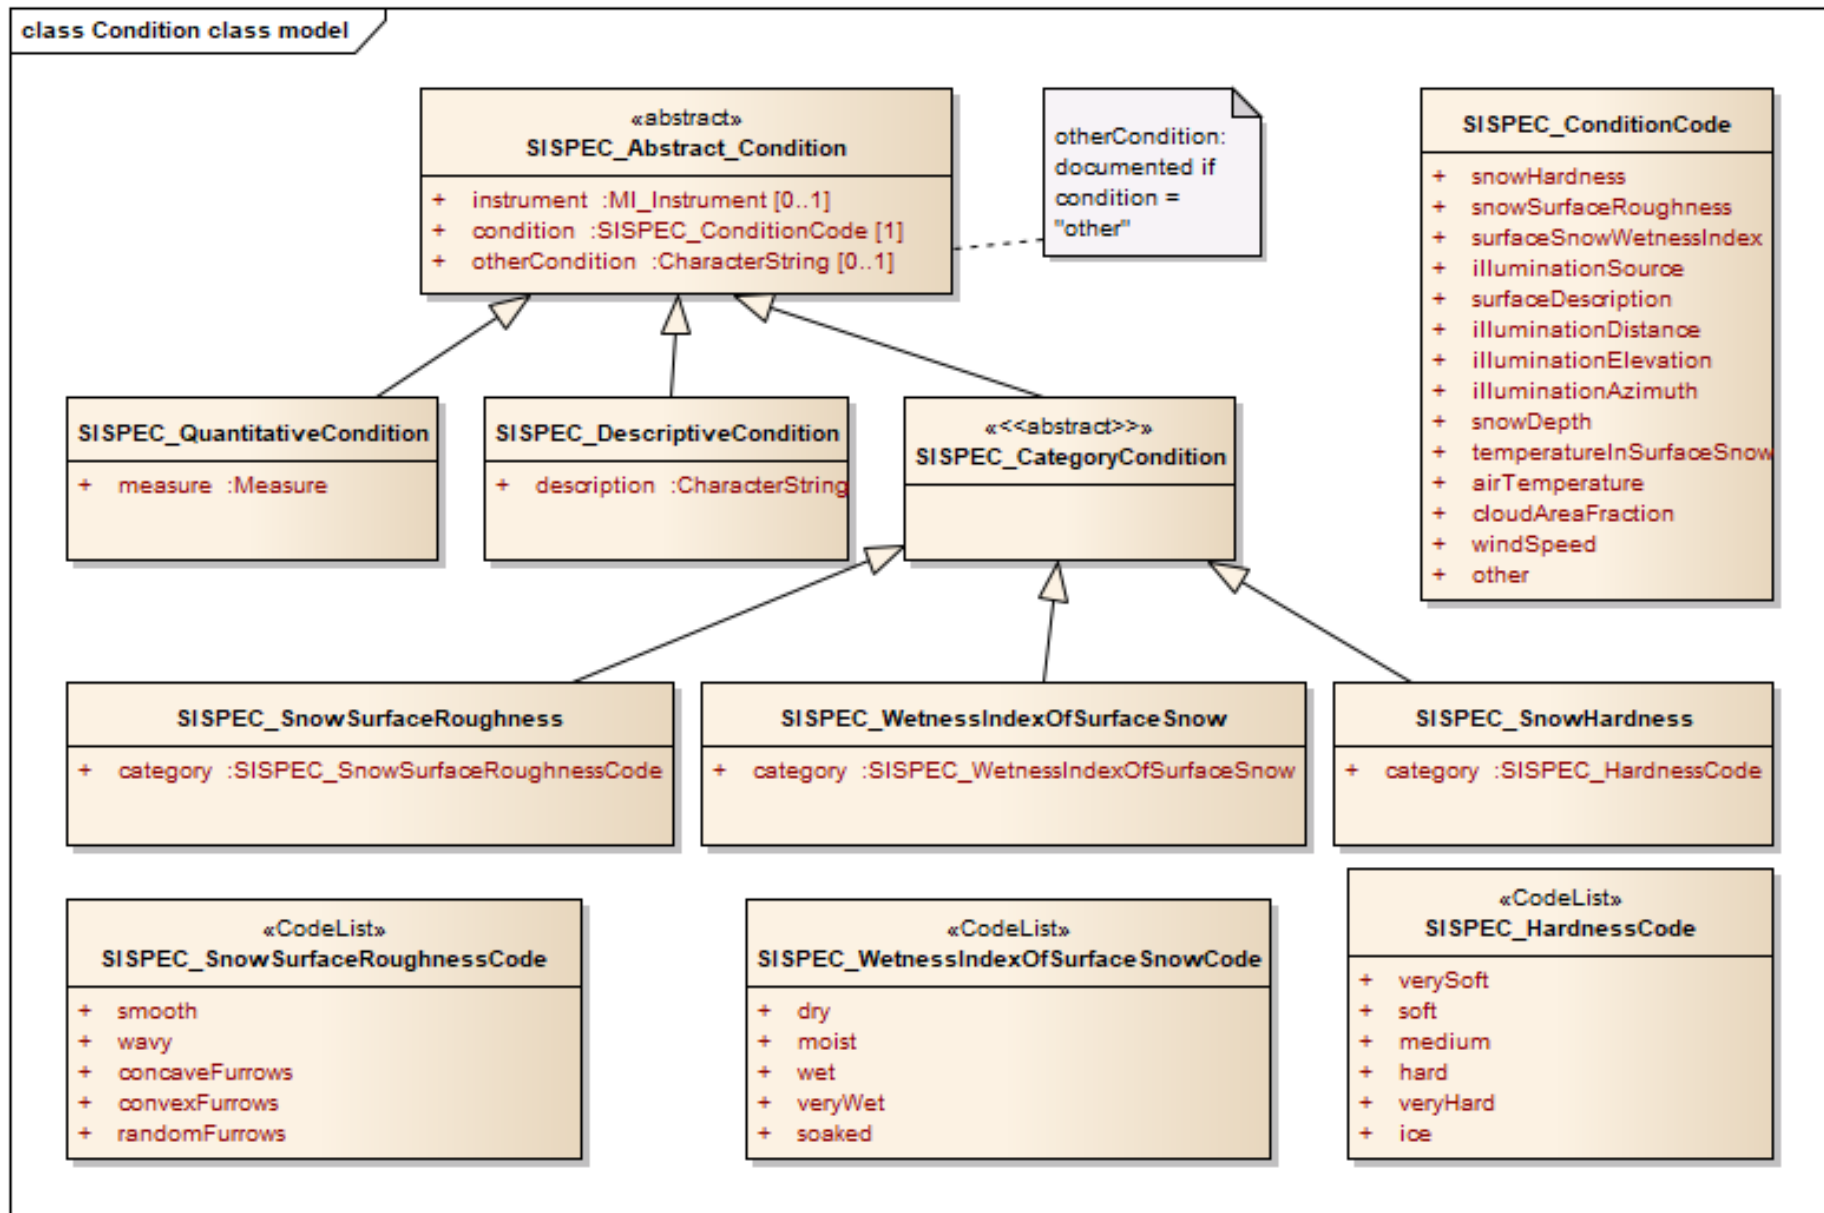 class Condition class model
«abstract»
SISPEC_Abstract_Condition
+ instrument :MI_Instrument [0..1]
+ condition :SISPEC_ConditionCode [1]
+ otherCondition :CharacterString [0..1]
otherCondition:
documented if
condition =
"other"
SISPEC_ConditionCode
+ snowHardness
+ snowSurfaceRoughness
+ surfaceSnowWetnessIndex
+ illuminationSource
+ surfaceDescription
+ illuminationDistance
+ illuminationElevation
+ illuminationAzimuth
+ snowDepth
+ temperatureInSurfaceSnow
+ airTemperature
+ cloudAreaFraction
+ windSpeed
+ other
SISPEC_QuantitativeCondition
+ measure :Measure
SISPEC_DescriptiveCondition
+ description :CharacterString
«<<abstract>>»
SISPEC_CategoryCondition
SISPEC_SnowSurfaceRoughness
+ category :SISPEC_SnowSurfaceRoughnessCode
SISPEC_WetnessIndexOfSurfaceSnow
+ category :SISPEC_WetnessIndexOfSurfaceSnow
SISPEC_SnowHardness
+ category :SISPEC_HardnessCode
«CodeList»
SISPEC_SnowSurfaceRoughnessCode
+ smooth
+ wavy
+ concaveFurrows
+ convexFurrows
+ randomFurrows
«CodeList»
SISPEC_WetnessIndexOfSurfaceSnowCode
+ dry
+ moist
+ wet
+ veryWet
+ soaked
«CodeList»
SISPEC_HardnessCode
+ verySoft
+ soft
+ medium
+ hard
+ veryHard
+ ice